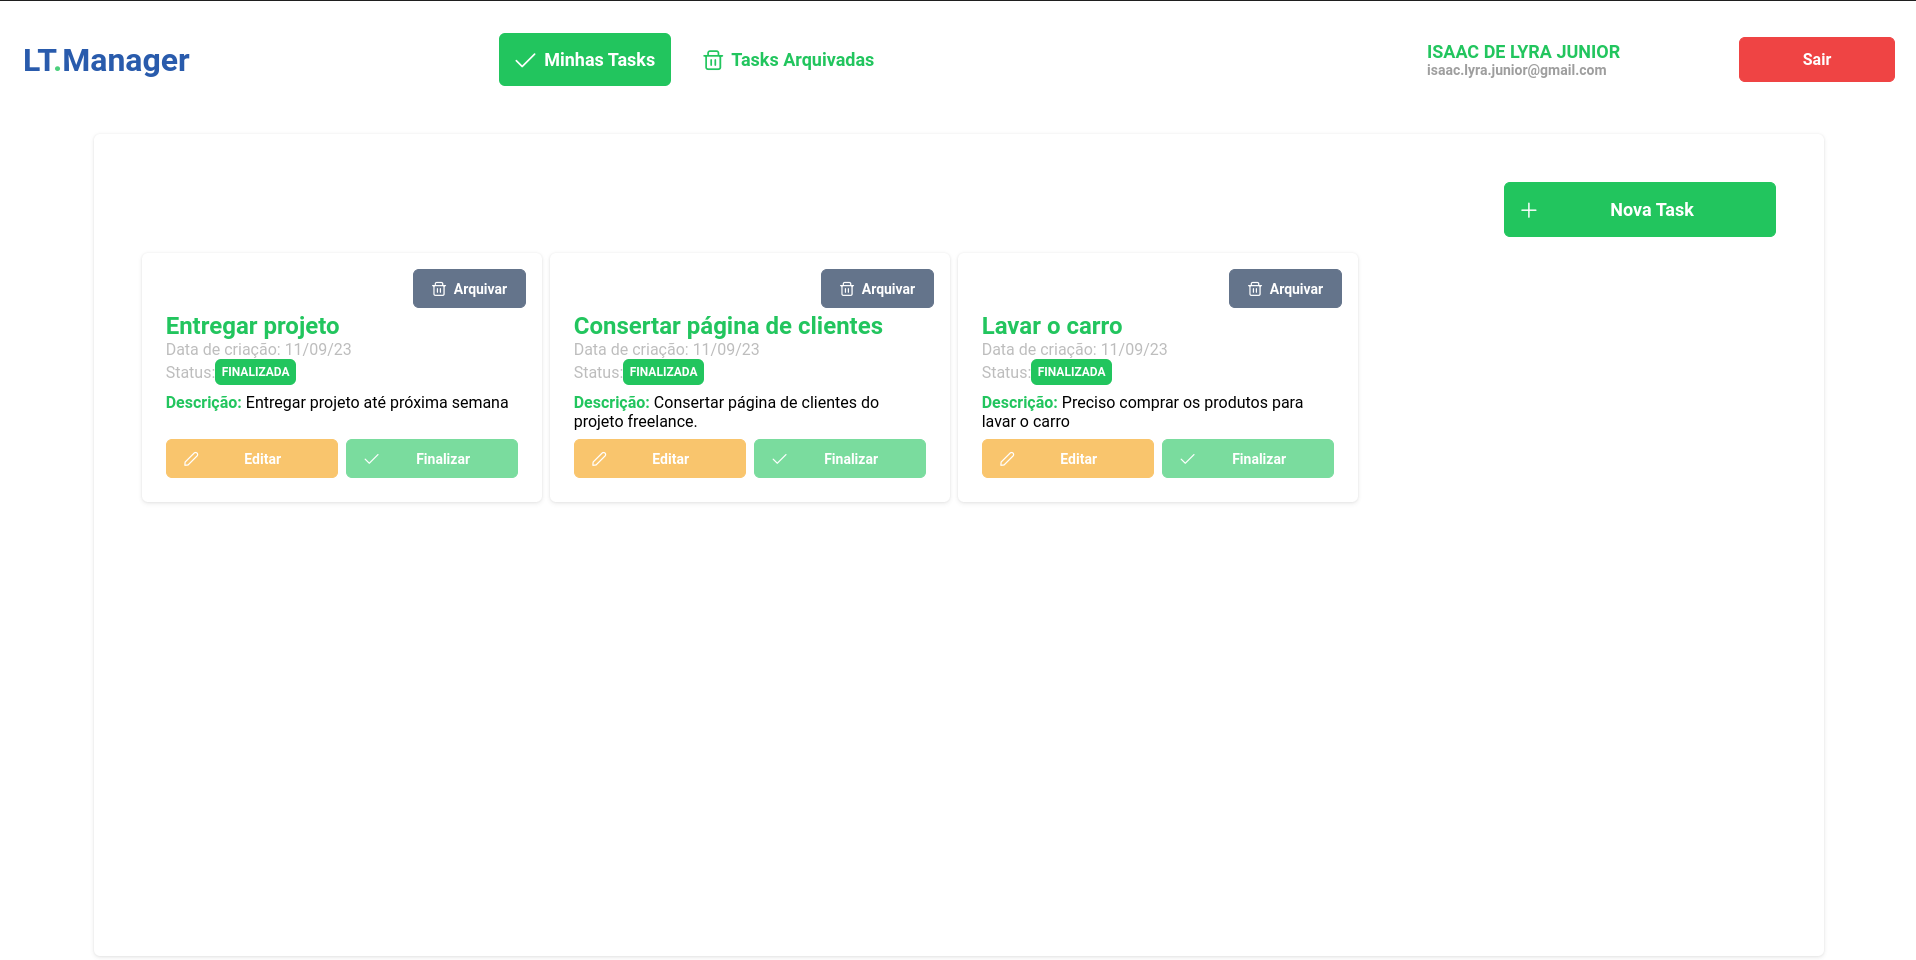 LT.Manager
Minhas Tasks
Tasks Arquivadas
ISAAC DE LYRA JUNIOR
isaac.lyra.junior@gmail.com
Sair
Nova Task
Arquivar
Entregar projeto
Data de criação: 11/09/23
Status: FINALIZADA
Descrição: Entregar projeto até próxima semana
Editar
Finalizar
Arquivar
Consertar página de clientes
Data de criação: 11/09/23
Status: FINALIZADA
Descrição: Consertar página de clientes do
projeto freelance.
Editar
Finalizar
Arquivar
Lavar o carro
Data de criação: 11/09/23
Status: FINALIZADA
Descrição: Preciso comprar os produtos para
lavar o carro
Editar
Finalizar